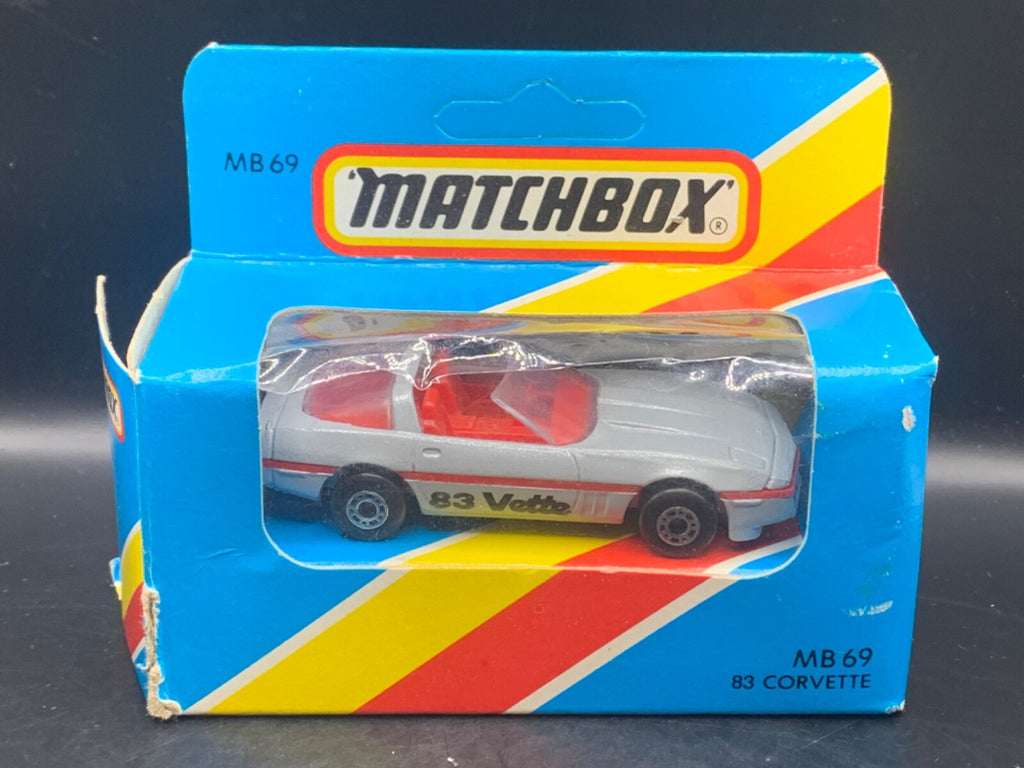 MB 69
'MATCHBOX'®
83 Vette
MB 69
83 CORVETTE